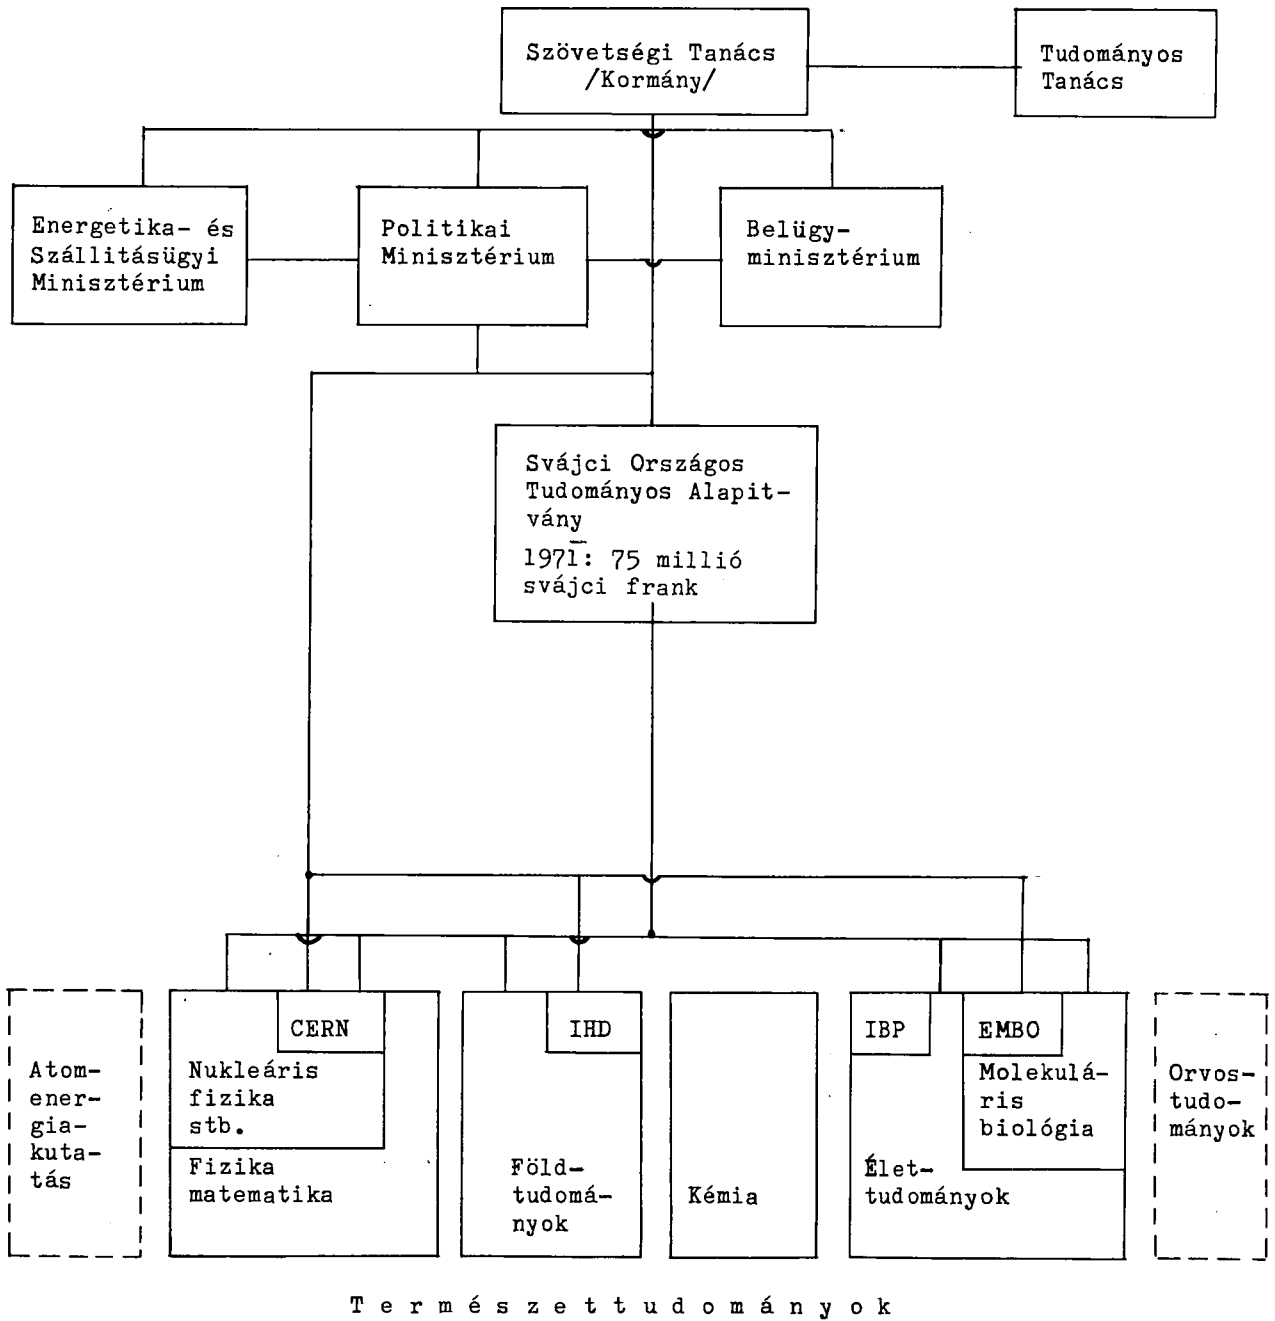 Szövetségi Tanács
/Kormány/
Tudományos
Tanács
Energetika- és
Szállitásügyi
Minisztérium
Politikai
Minisztérium
Belügy-
minisztérium
Svájci Országos
Tudományos Alapit-
vány
1971: 75 millió
svájci frank
Atom-
ener-
gia-
kuta-
tás
CERN
Nukleáris
fizika
stb.
Fizika
matematika
IHD
Föld-
tudomá-
nyok
Kémia
IBP
EMBO
Molekulá-
ris
biológia
Élet-
tudományok
Orvos-
tudo-
mányok
Természettudományok